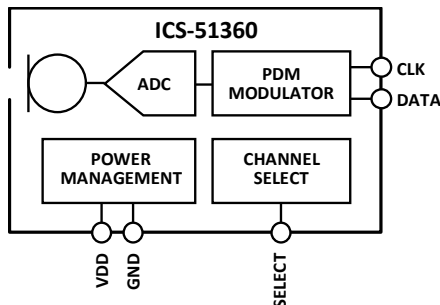 ICS-51360
ADC
PDM
MODULATOR
CLK
DATA
POWER
MANAGEMENT
CHANNEL
SELECT
VDD
GND
SELECT